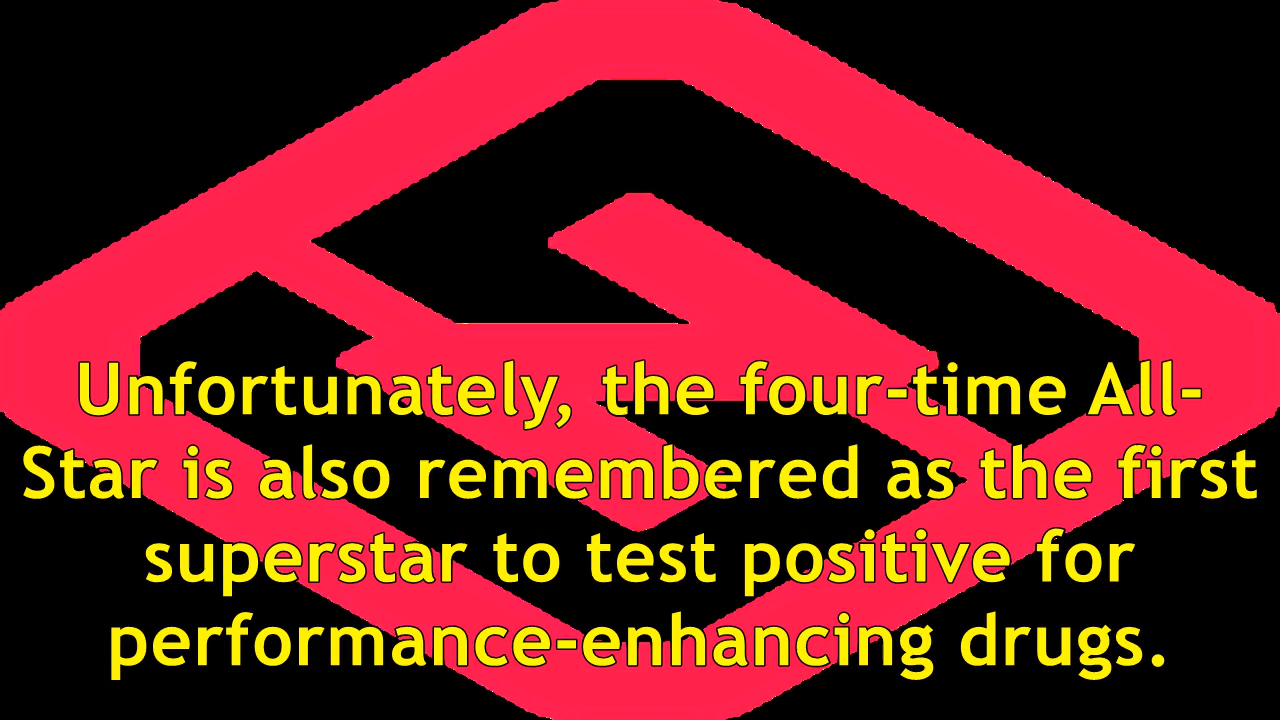 Unfortunately, the four-time All-
Star is also remembered as the first
superstar to test positive for
performance-enhancing drugs.